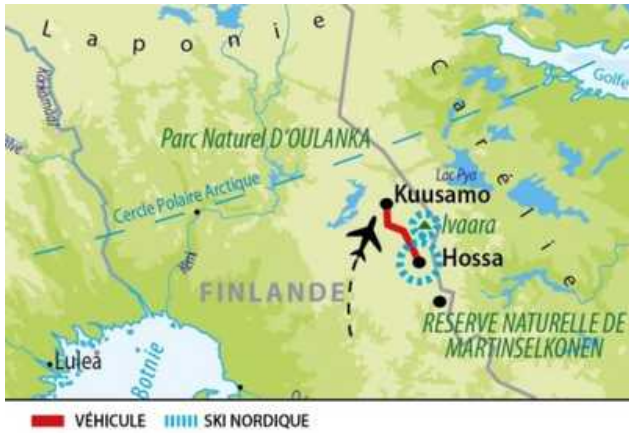 Laponie
Carélie
Golfe
Parc Naturel D'OULANKA
Cercle Polaire Arctique
Lac Pya
Kuusamo
Ivaara
Hossa
FINLANDE
RESERVE NATURELLE DE
MARTINSELKONEN
Luleå
Botnie
VÉHICULE
SKI NORDIQUE